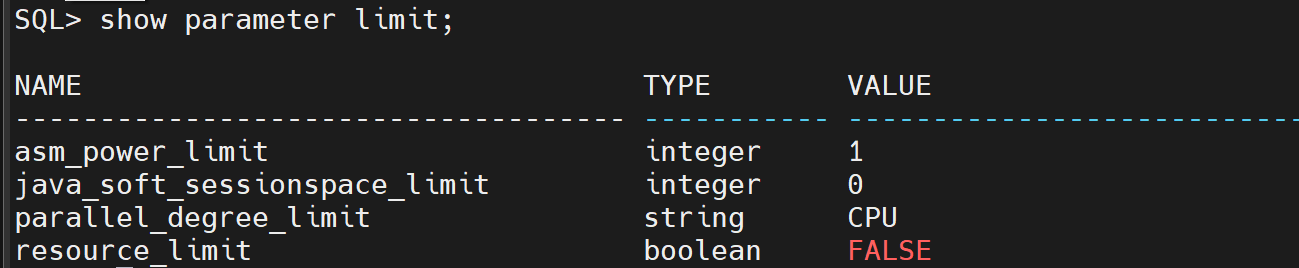 SQL> show parameter limit;
NAME TYPE VALUE
------------------------------------ ----------- ---------------------------
asm_power_limit integer 1
java_soft_sessionspace_limit integer 0
parallel_degree_limit string CPU
resource_limit boolean FALSE